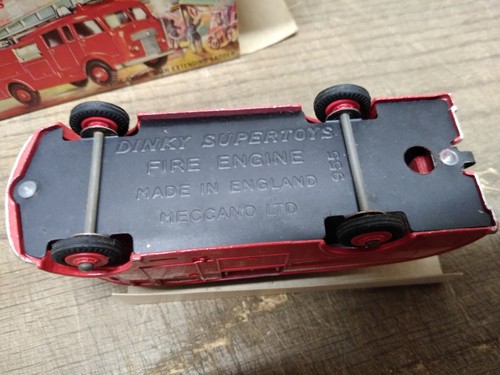 DINKY SUPERTOYS
FIRE ENGINE
MADE IN ENGLAND
MECCANO LTD
955